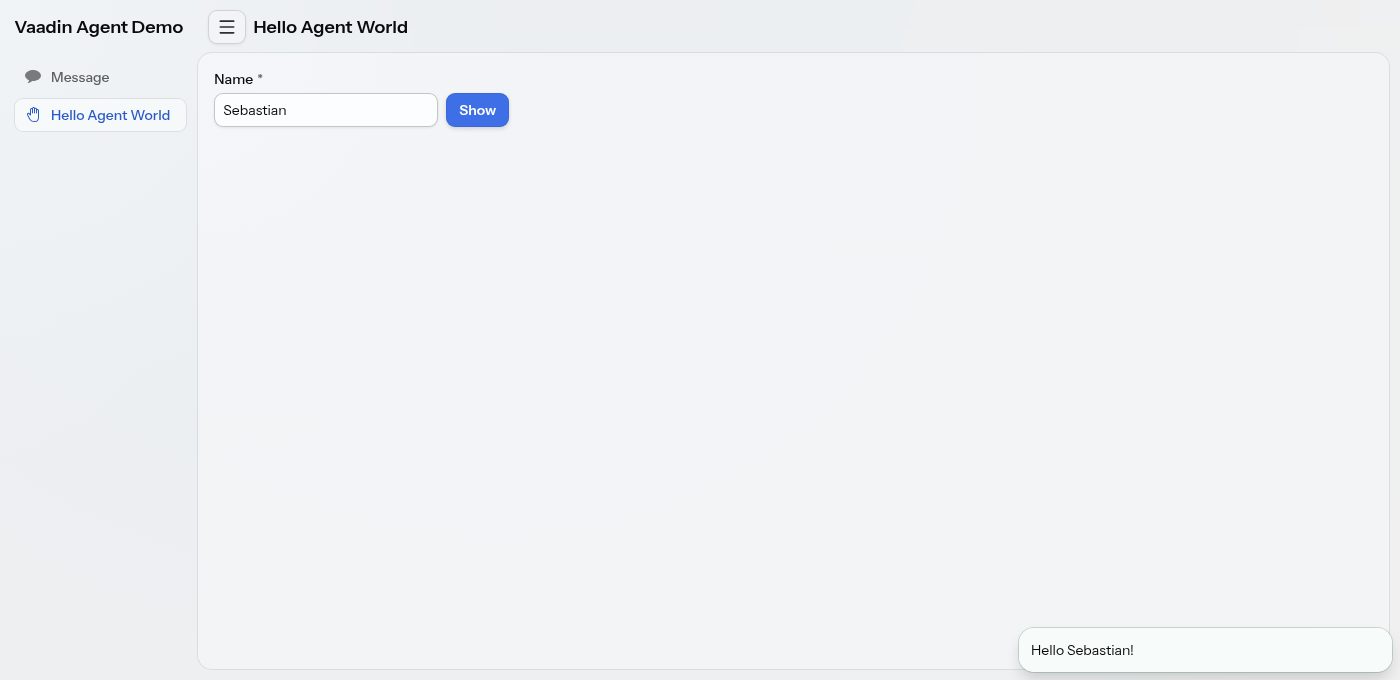 Vaadin Agent Demo
Hello Agent World
Message
Hello Agent World
Name *
Sebastian
Show
Hello Sebastian!